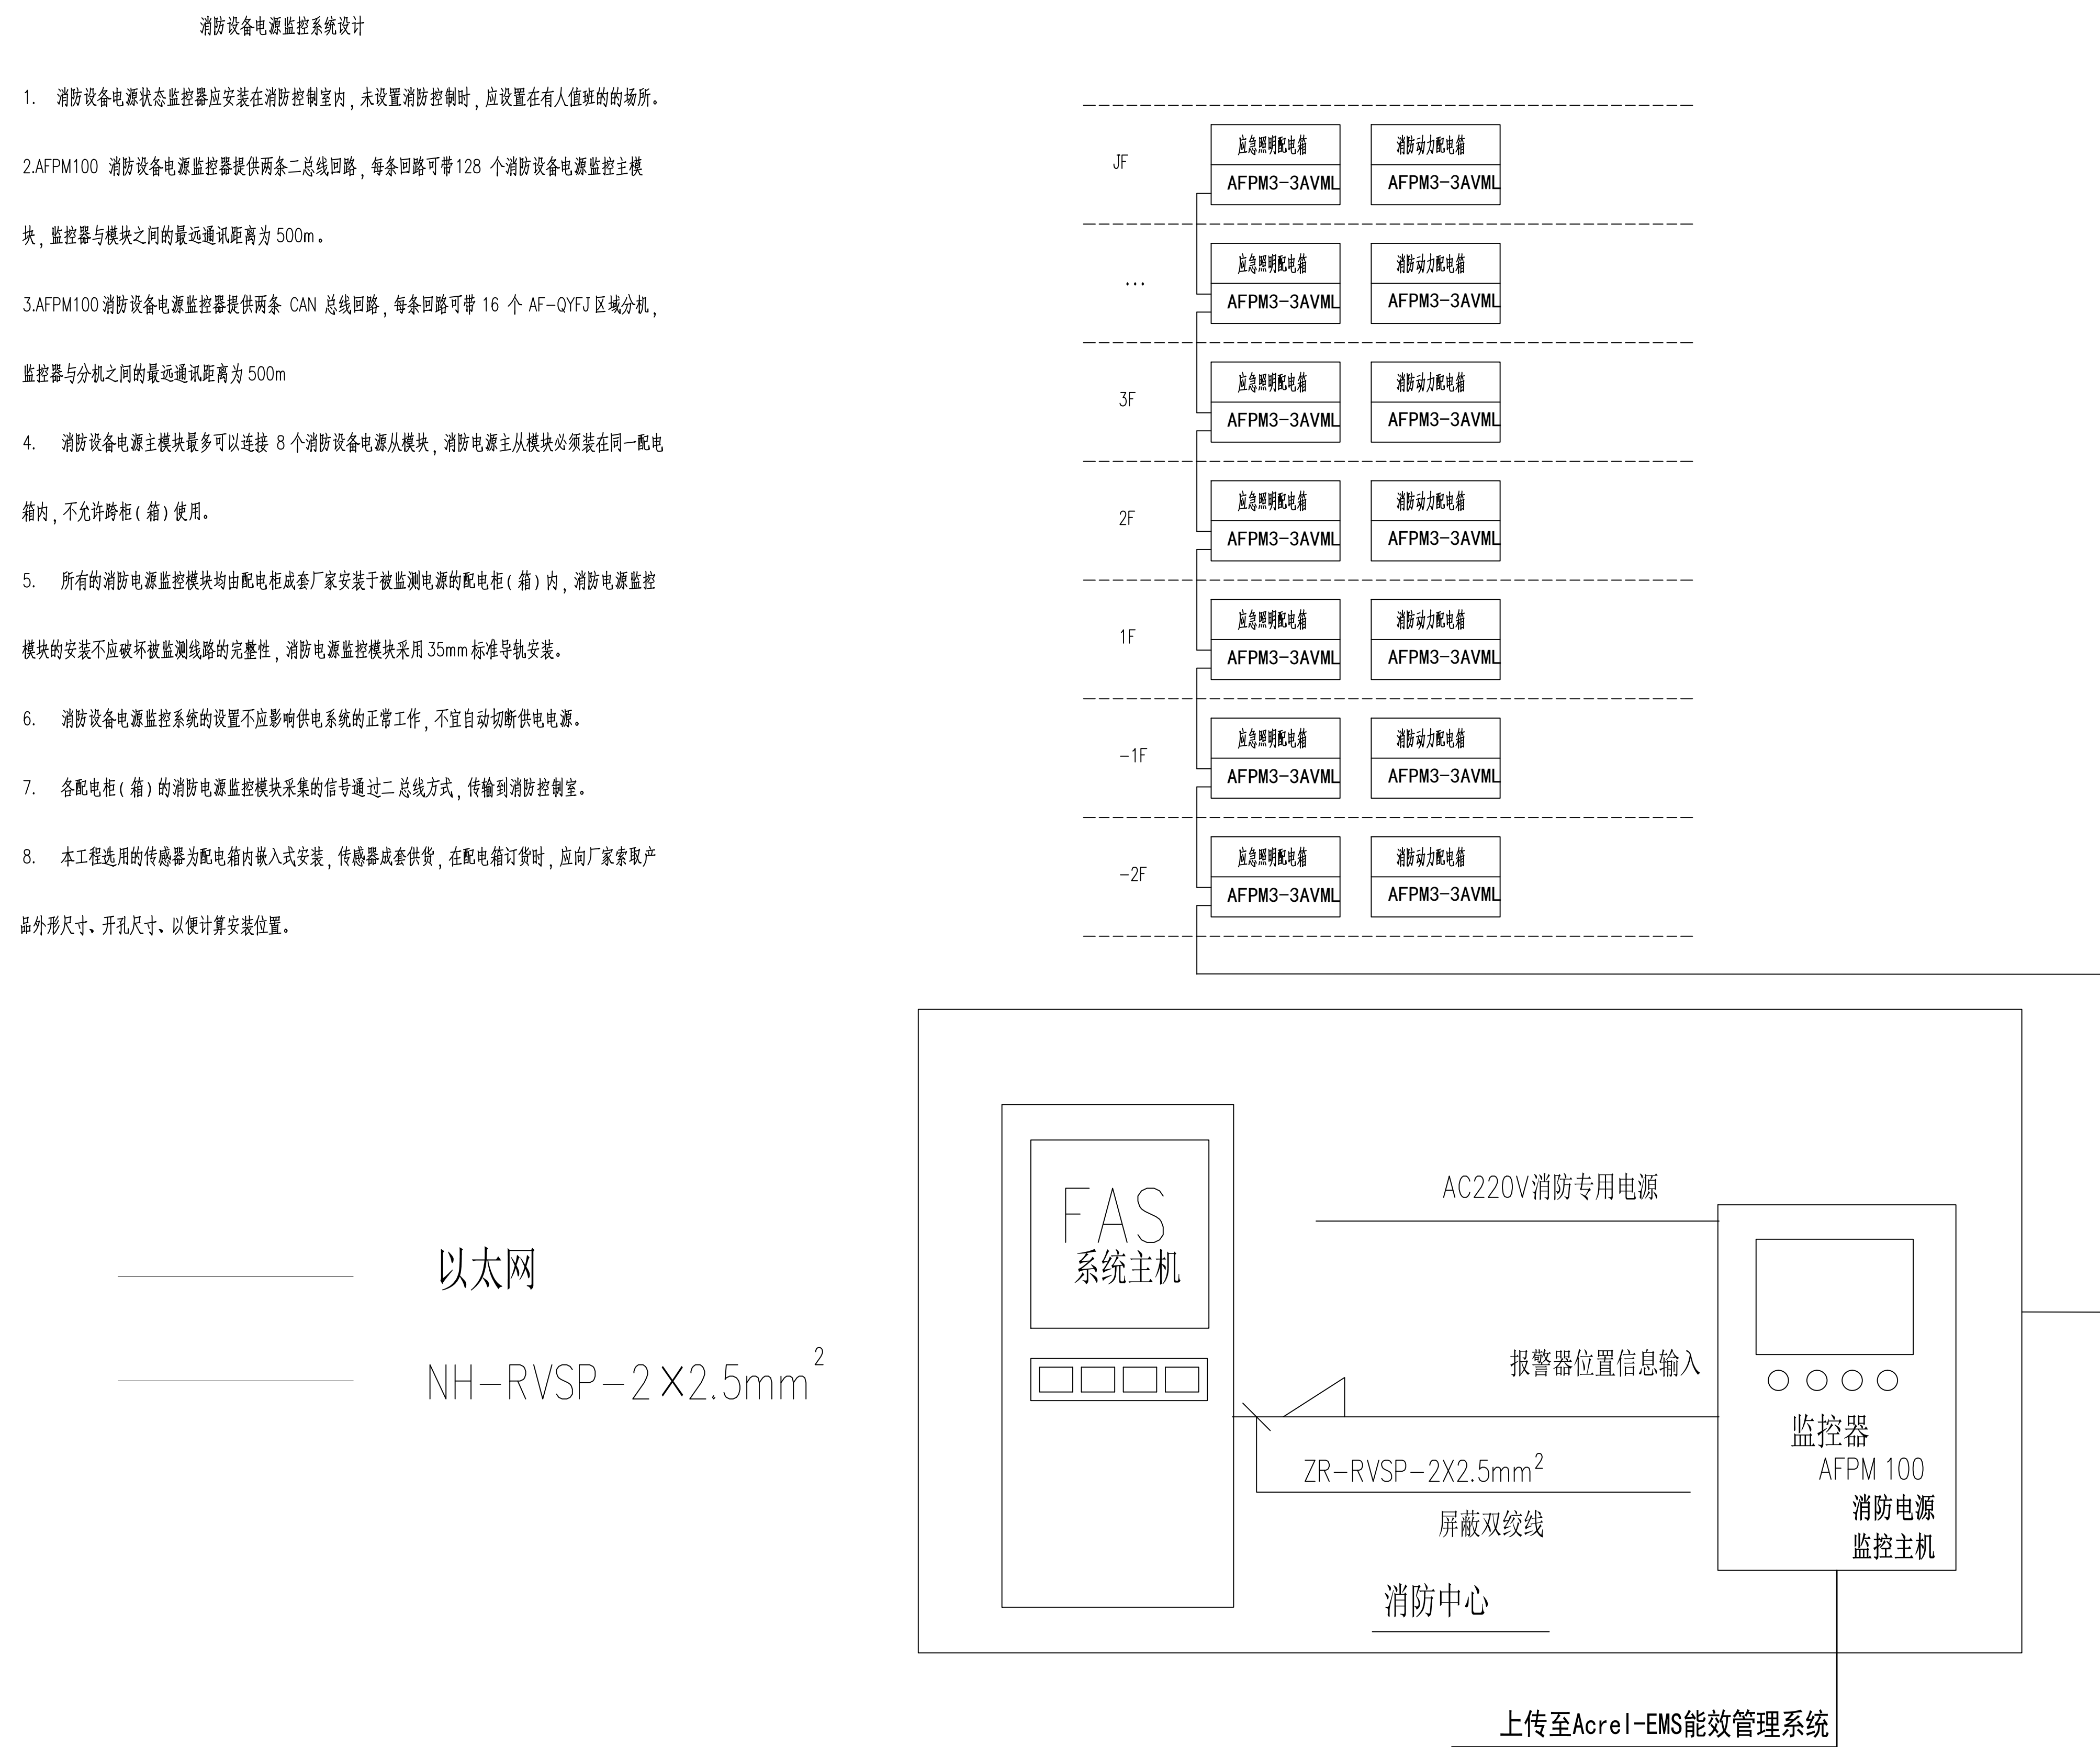 消防设备电源监控系统设计
1. 消防设备电源状态监控器应安装在消防控制室内,未设置消防控制时,应设置在有人值班的的场所。
2.AFPM100 消防设备电源监控器提供两条二总线回路,每条回路可带128 个消防设备电源监控主模
块,监控器与模块之间的最远通讯距离为 500m。
3.AFPM100消防设备电源监控器提供两条 CAN 总线回路,每条回路可带 16 个 AF-QYFJ区域分机,
监控器与分机之间的最远通讯距离为 500m
4. 消防设备电源主模块最多可以连接 8个消防设备电源从模块,消防电源主从模块必须装在同一配电
箱内,不允许跨柜(箱)使用。
5. 所有的消防电源监控模块均由配电柜成套厂家安装于被监测电源的配电柜(箱)内,消防电源监控
模块的安装不应破坏被监测线路的完整性,消防电源监控模块采用35mm标准导轨安装。
6. 消防设备电源监控系统的设置不应影响供电系统的正常工作,不宜自动切断供电电源。
7. 各配电柜(箱)的消防电源监控模块采集的信号通过二总线方式,传输到消防控制室。
8. 本工程选用的传感器为配电箱内嵌入式安装,传感器成套供货,在配电箱订货时,应向厂家索取产
品外形尺寸、开孔尺寸、以便计算安装位置。
JF
应急照明配电箱
AFPM3-3AVML
消防动力配电箱
AFPM3-3AVML
...
应急照明配电箱
AFPM3-3AVML
消防动力配电箱
AFPM3-3AVML
3F
应急照明配电箱
AFPM3-3AVML
消防动力配电箱
AFPM3-3AVML
2F
应急照明配电箱
AFPM3-3AVML
消防动力配电箱
AFPM3-3AVML
1F
应急照明配电箱
AFPM3-3AVML
消防动力配电箱
AFPM3-3AVML
-1F
应急照明配电箱
AFPM3-3AVML
消防动力配电箱
AFPM3-3AVML
-2F
应急照明配电箱
AFPM3-3AVML
消防动力配电箱
AFPM3-3AVML
以太网
NH-RVSP-2X2.5mm²
FAS
系统主机
AC220V消防专用电源
报警器位置信息输入
ZR-RVSP-2X2.5mm²
屏蔽双绞线
消防中心
监控器
AFPM 100
消防电源
监控主机
上传至Acrel-EMS能效管理系统